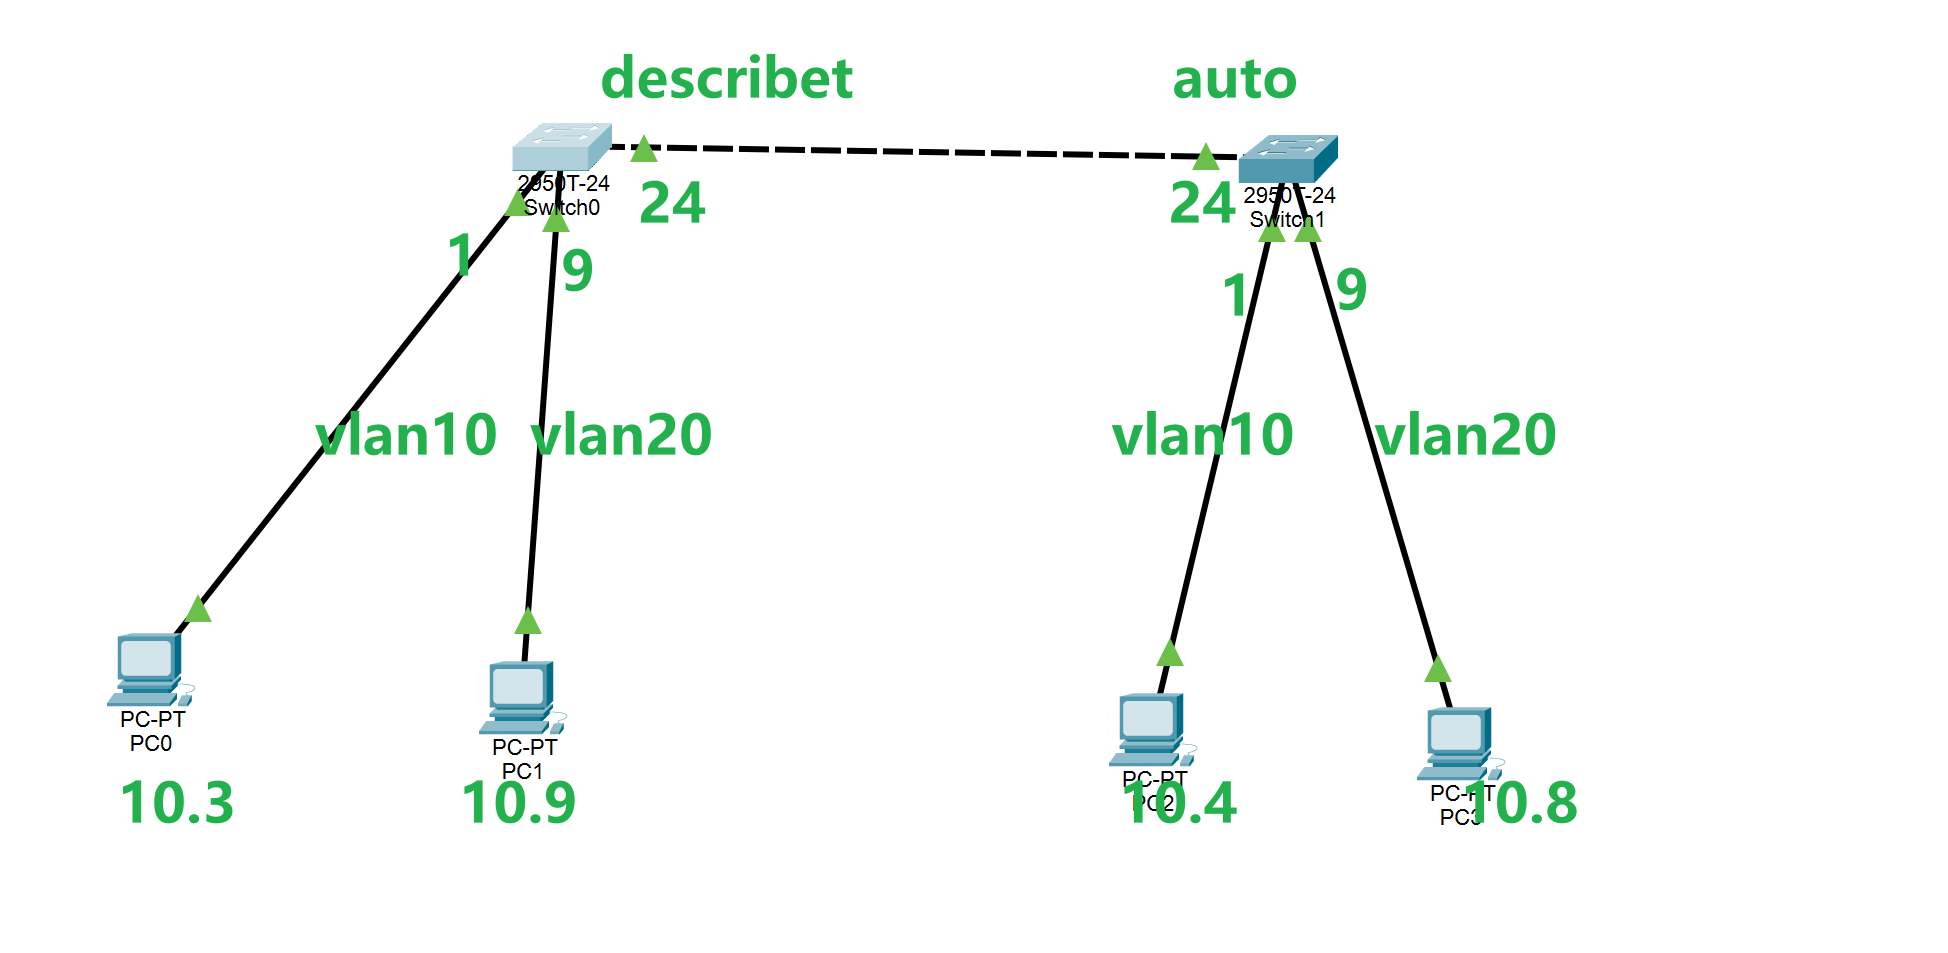 describet
auto
2950T-24
Switch0
24
24
2950T-24
Switch1
1
9
1
9
vlan10
vlan20
vlan10
vlan20
PC-PT
PC0
10.3
PC-PT
PC1
10.9
PC-PT
PC2
10.4
PC-PT
PC3
10.8